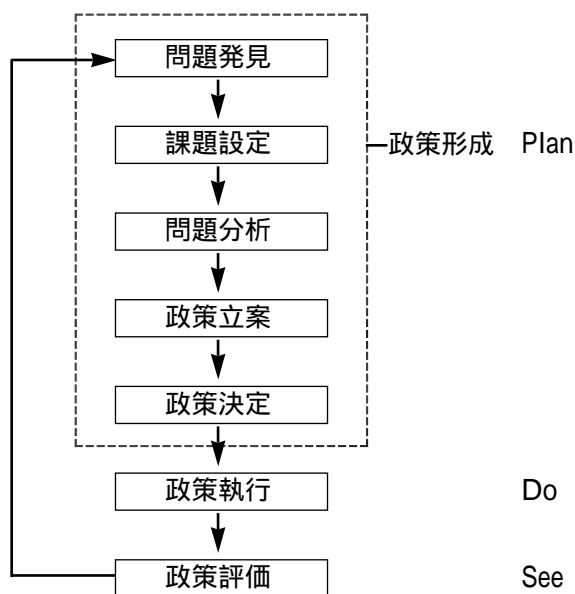 問題発見
課題設定
政策形成 Plan
問題分析
政策立案
政策決定
政策執行 Do
政策評価 See